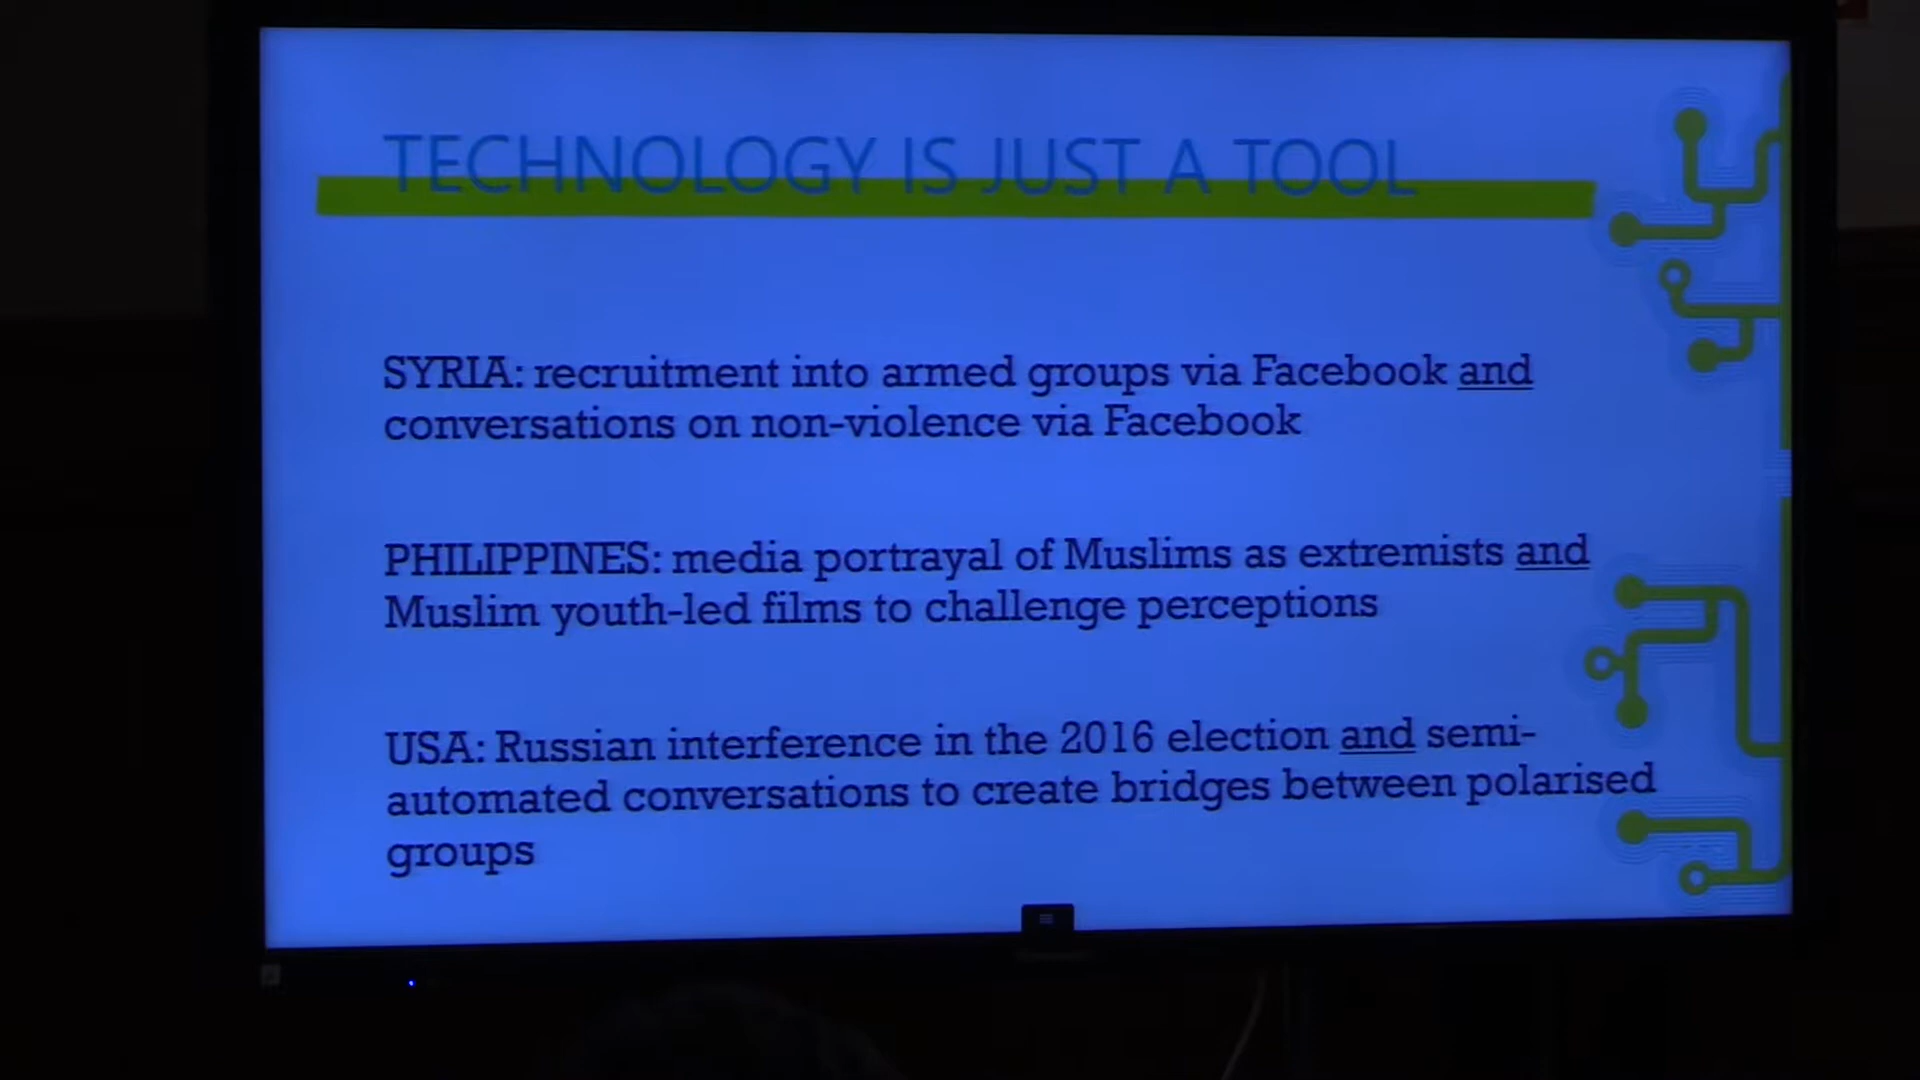 TECHNOLOGY IS JUST A TOOL
SYRIA: recruitment into armed groups via Facebook and
conversations on non-violence via Facebook
PHILIPPINES: media portrayal of Muslims as extremists and
Muslim youth-led films to challenge perceptions
USA: Russian interference in the 2016 election and semi-
automated conversations to create bridges between polarised
groups